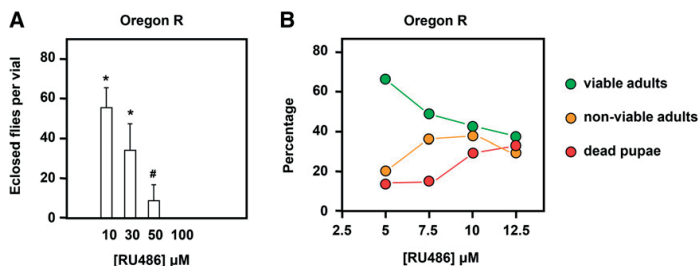 A
Oregon R
Eclosed flies per vial
80
60
40
20
0
*
*
#
10 30 50 100
[RU486] µM
B
Oregon R
Percentage
80
60
40
20
0
2.5 5 7.5 10 12.5
[RU486] µM
viable adults
non-viable adults
dead pupae